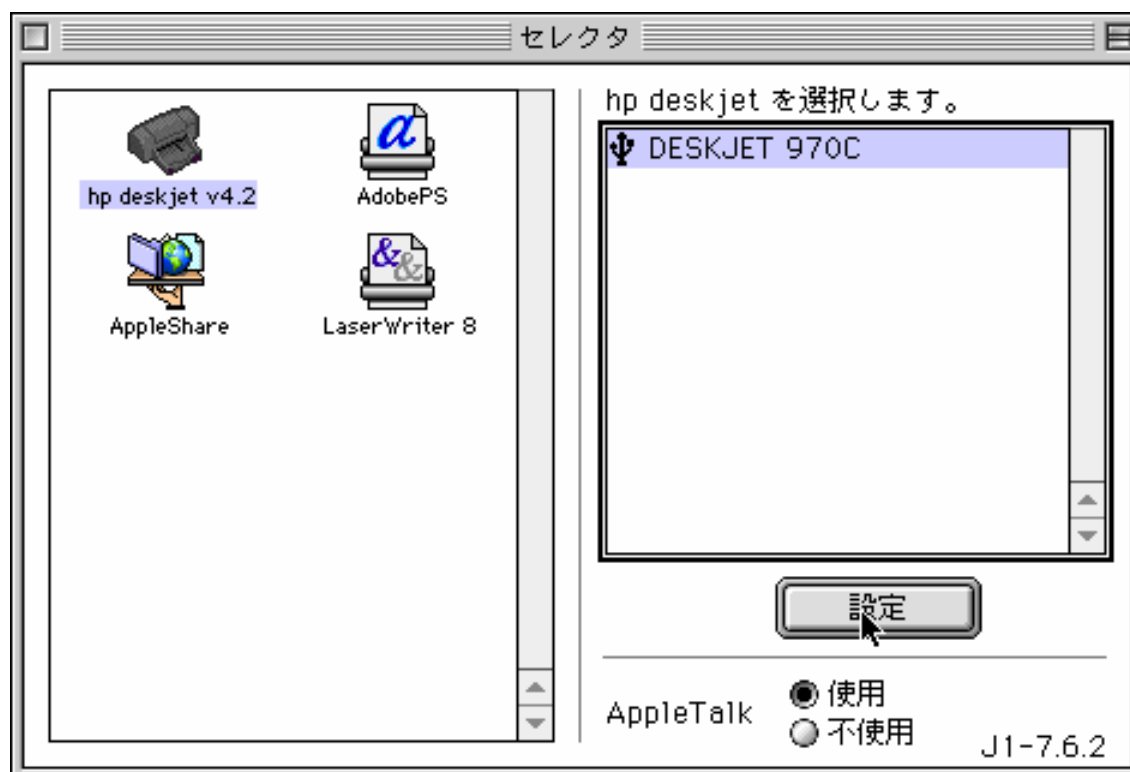 セレクタ
hp deskjet v4.2
AdobePS
AppleShare
LaserWriter 8
hp deskjet を選択します。
DESKJET 970C
設定
AppleTalk
使用
不使用
J1-7.6.2